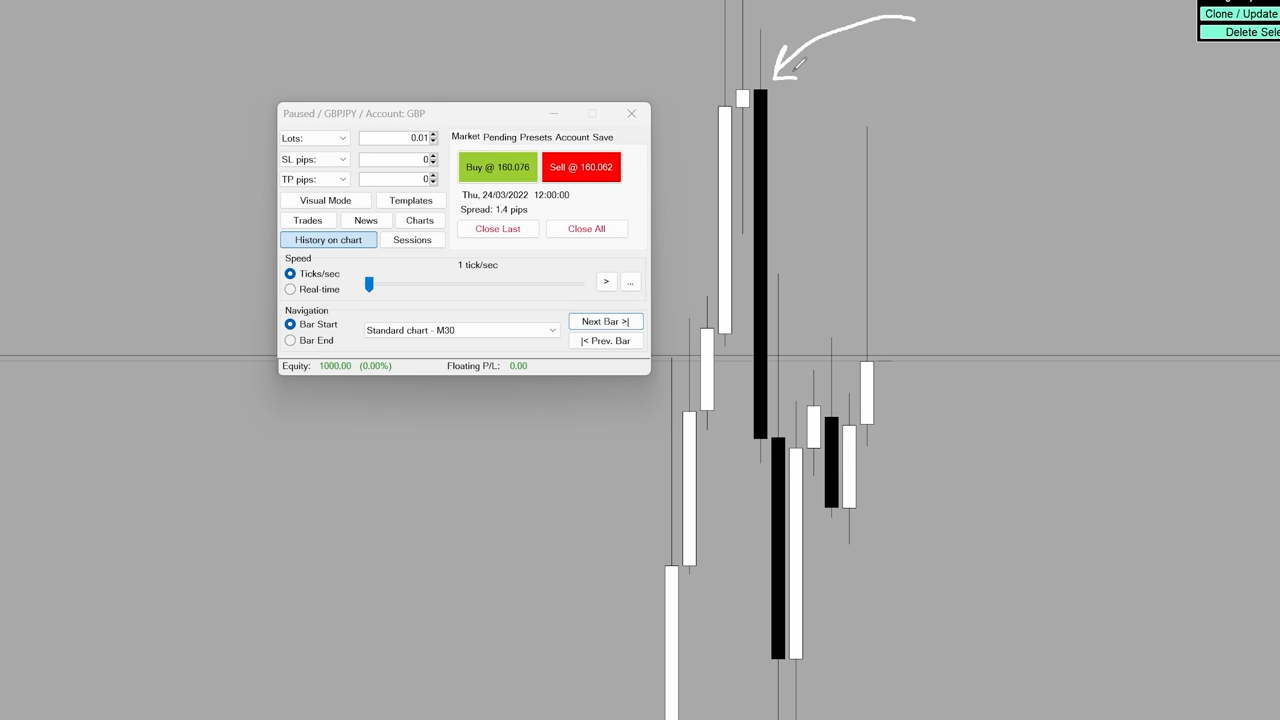 Clone / Update
Delete Sele
Paused / GBPJPY / Account: GBP
Lots: 0.01
SL pips: 0
TP pips: 0
Market Pending Presets Account Save
Buy @ 160.076 Sell @ 160.062
Thu, 24/03/2022 12:00:00
Spread: 1.4 pips
Close Last Close All
Visual Mode Templates
Trades News Charts
History on chart Sessions
Speed
1 tick/sec
Ticks/sec
Real-time
> ...
Navigation
Bar Start
Bar End
Standard chart - M30
Next Bar >|
|< Prev. Bar
Equity: 1000.00 (0.00%) Floating P/L: 0.00